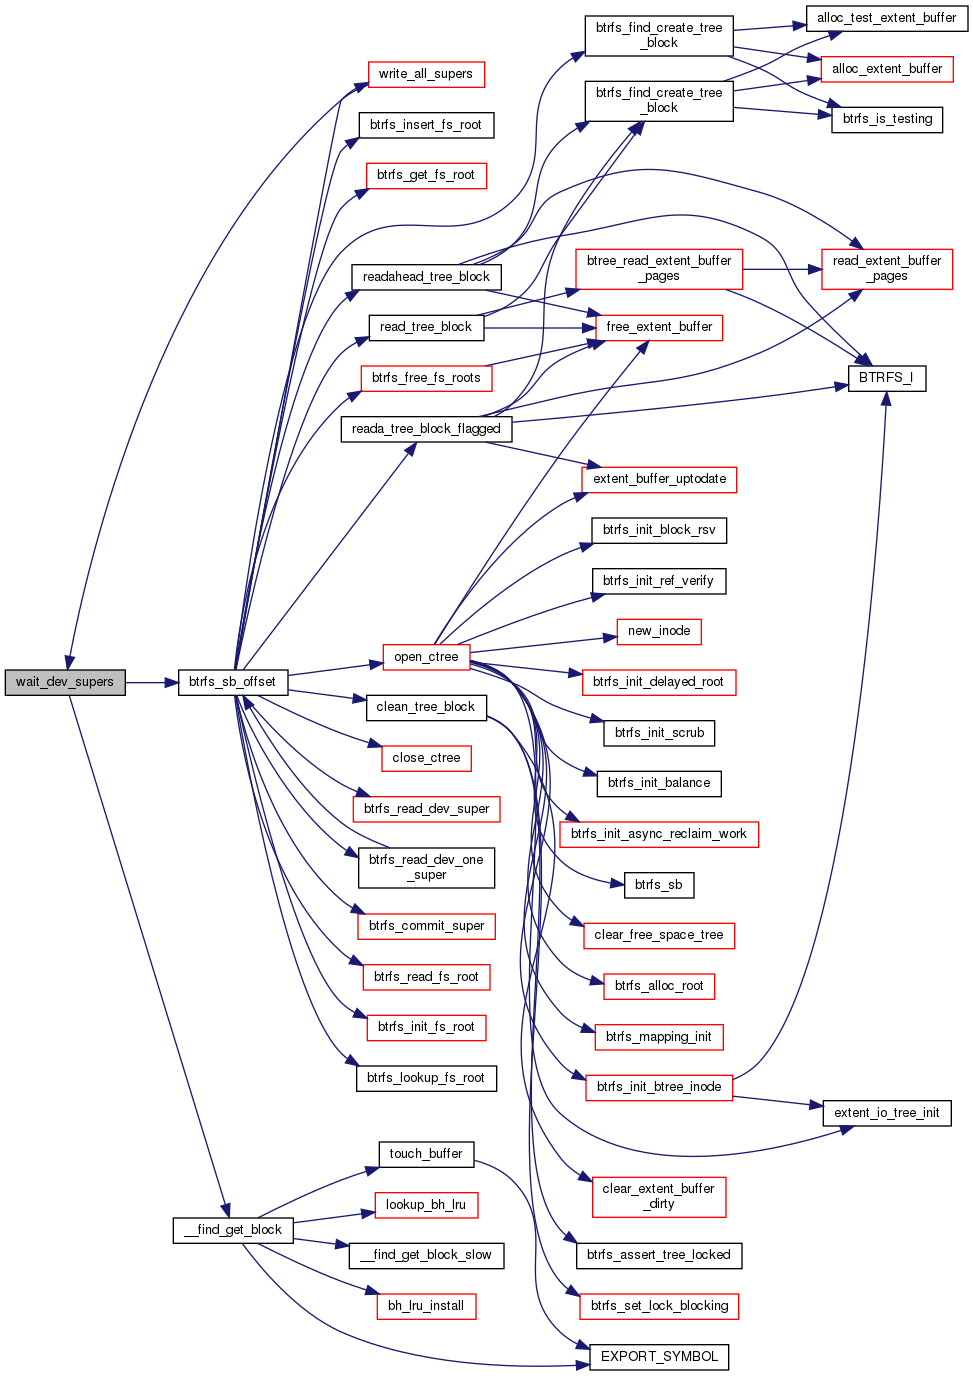 btrfs_find_create_tree
_block
alloc_test_extent_buffer
write_all_supers
alloc_extent_buffer
btrfs_find_create_tree
_block
btrfs_insert_fs_root
btrfs_is_testing
btrfs_get_fs_root
readahead_tree_block
btree_read_extent_buffer
_pages
read_extent_buffer
_pages
read_tree_block
free_extent_buffer
btrfs_free_fs_roots
BTRFS_I
reada_tree_block_flagged
extent_buffer_uptodate
btrfs_init_block_rsv
btrfs_init_ref_verify
new_inode
open_ctree
wait_dev_supers
btrfs_sb_offset
btrfs_init_delayed_root
clean_tree_block
btrfs_init_scrub
close_ctree
btrfs_init_balance
btrfs_read_dev_super
btrfs_init_async_reclaim_work
btrfs_read_dev_one
_super
btrfs_sb
btrfs_commit_super
clear_free_space_tree
btrfs_read_fs_root
btrfs_alloc_root
btrfs_init_fs_root
btrfs_mapping_init
btrfs_lookup_fs_root
btrfs_init_btree_inode
extent_io_tree_init
touch_buffer
clear_extent_buffer
_dirty
lookup_bh_lru
__find_get_block
__find_get_block_slow
btrfs_assert_tree_locked
bh_lru_install
btrfs_set_lock_blocking
EXPORT_SYMBOL